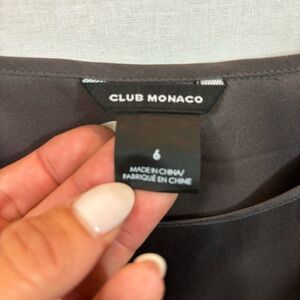 CLUB MONACO
6
MADE IN CHINA/
FABRIQUÉ EN CHINE